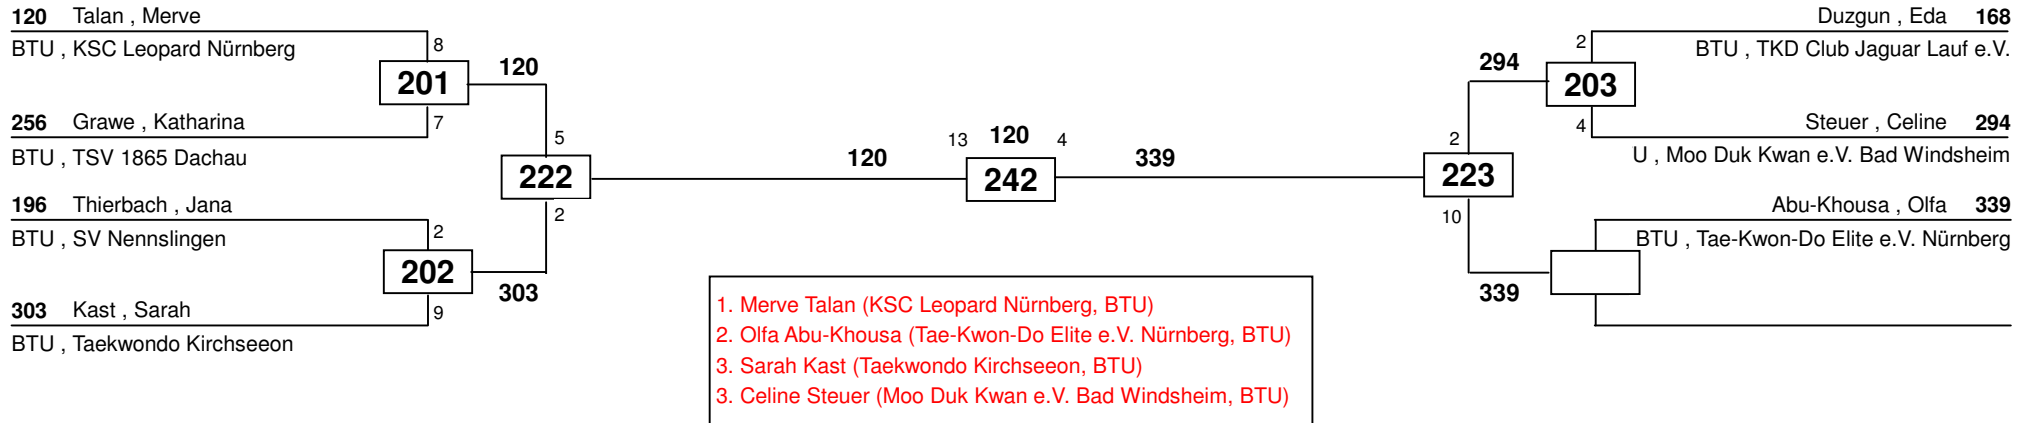 120 Talan , Merve
BTU , KSC Leopard Nürnberg
8
201
120
7
256 Grawe , Katharina
BTU , TSV 1865 Dachau
5
222
120
2
196 Thierbach , Jana
BTU , SV Nennslingen
2
202
303
9
303 Kast , Sarah
BTU , Taekwondo Kirchseeon
13 120 4
242
339
Duzgun , Eda 168
BTU , TKD Club Jaguar Lauf e.V.
2
294
203
4
Steuer , Celine 294
U , Moo Duk Kwan e.V. Bad Windsheim
2
223
10
Abu-Khousa , Olfa 339
BTU , Tae-Kwon-Do Elite e.V. Nürnberg
339
1. Merve Talan (KSC Leopard Nürnberg, BTU)
2. Olfa Abu-Khousa (Tae-Kwon-Do Elite e.V. Nürnberg, BTU)
3. Sarah Kast (Taekwondo Kirchseeon, BTU)
3. Celine Steuer (Moo Duk Kwan e.V. Bad Windsheim, BTU)